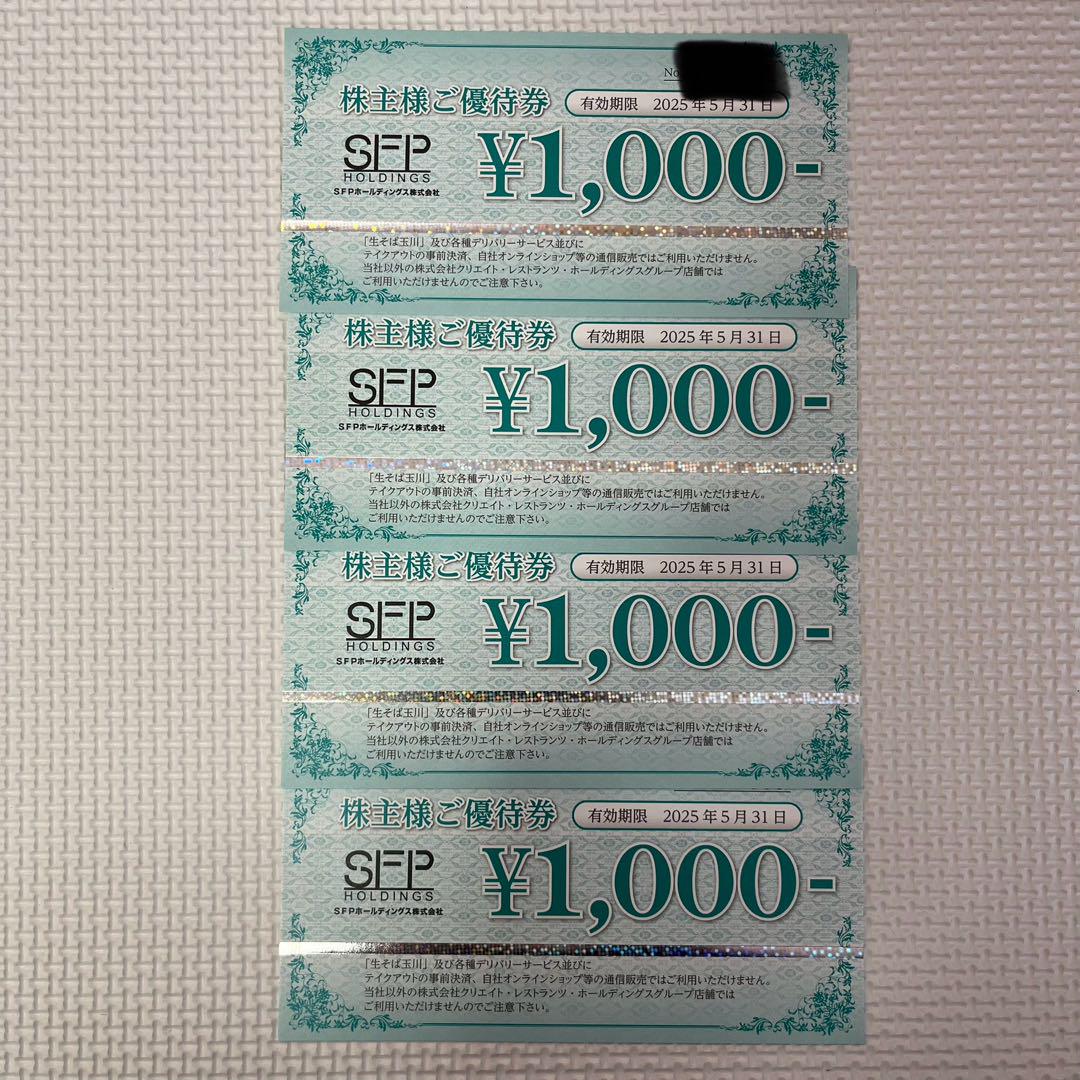 No
株主様ご優待券 有効期限 2025年5月31日
SFP
HOLDINGS
SFPホールディングス株式会社
¥1,000-
「生そば玉川」及び各種デリバリーサービス並びに
テイクアウトの事前決済、自社オンラインショップ等の通信販売ではご利用いただけません。
当社以外の株式会社クリエイト・レストランツ・ホールディングスグループ店舗では
ご利用いただけませんのでご注意下さい。
株主様ご優待券 有効期限 2025年5月31日
SFP
HOLDINGS
SFPホールディングス株式会社
¥1,000-
「生そば玉川」及び各種デリバリーサービス並びに
テイクアウトの事前決済、自社オンラインショップ等の通信販売ではご利用いただけません。
当社以外の株式会社クリエイト・レストランツ・ホールディングスグループ店舗では
ご利用いただけませんのでご注意下さい。
株主様ご優待券 有効期限 2025年5月31日
SFP
HOLDINGS
SFPホールディングス株式会社
¥1,000-
「生そば玉川」及び各種デリバリーサービス並びに
テイクアウトの事前決済、自社オンラインショップ等の通信販売ではご利用いただけません。
当社以外の株式会社クリエイト・レストランツ・ホールディングスグループ店舗では
ご利用いただけませんのでご注意下さい。
株主様ご優待券 有効期限 2025年5月31日
SFP
HOLDINGS
SFPホールディングス株式会社
¥1,000-
「生そば玉川」及び各種デリバリーサービス並びに
テイクアウトの事前決済、自社オンラインショップ等の通信販売ではご利用いただけません。
当社以外の株式会社クリエイト・レストランツ・ホールディングスグループ店舗では
ご利用いただけませんのでご注意下さい。